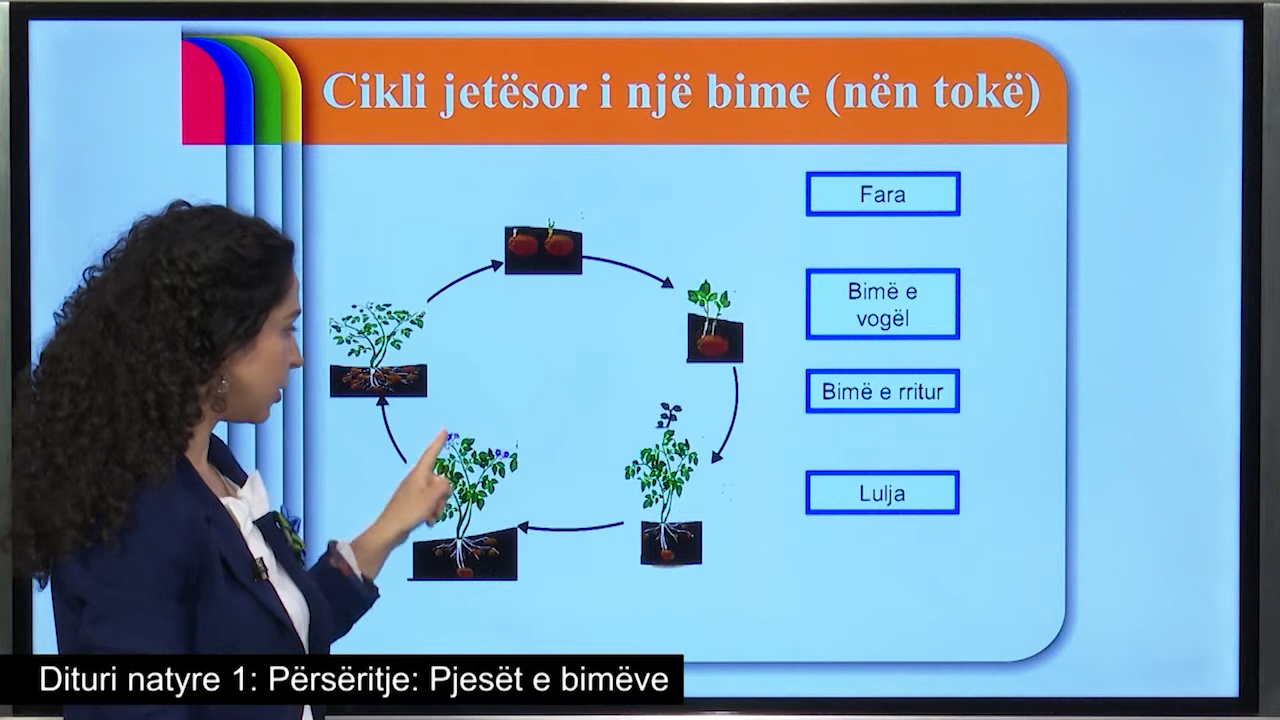 Cikli jetësor i një bime (nën tokë)
Fara
Bimë e
vogël
Bimë e rritur
Lulja
Dituri natyre 1: Përsëritje: Pjesët e bimëve